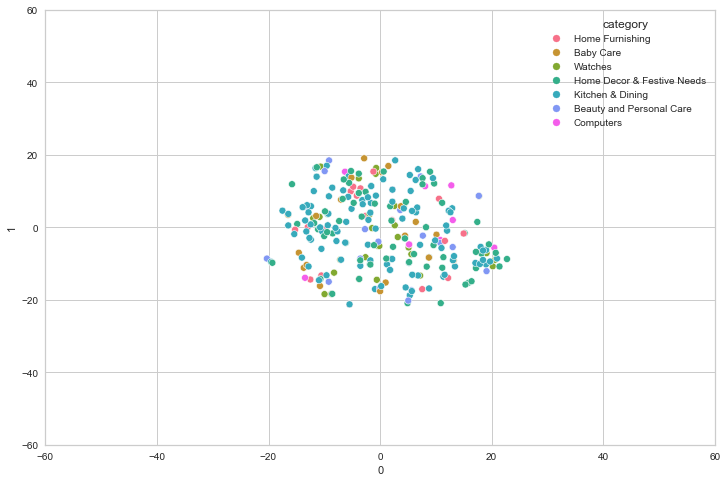 60
40
20
0
−20
−40
−60
−60
−40
−20
0
20
40
60
0
1
category
Home Furnishing
Baby Care
Watches
Home Decor & Festive Needs
Kitchen & Dining
Beauty and Personal Care
Computers